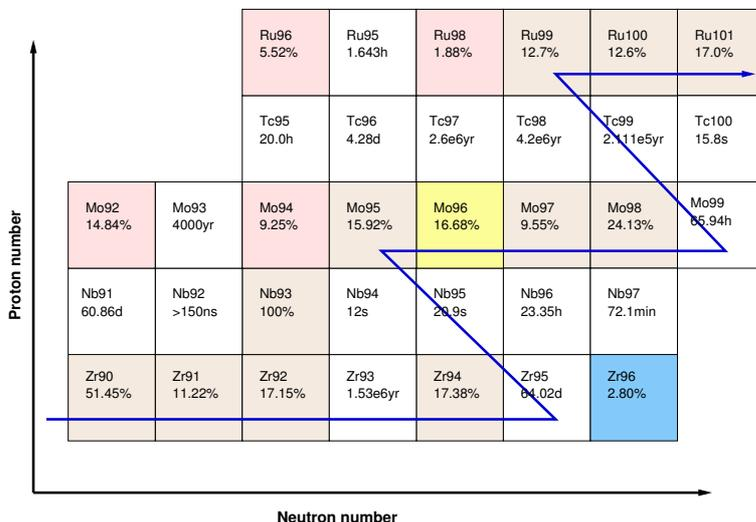 Ru96 Ru95 Ru98 Ru99 Ru100 Ru101
5.52% 1.643h 1.88% 12.7% 12.6% 17.0%
Tc95 Tc96 Tc97 Tc98 Tc99 Tc100
20.0h 4.28d 2.6e6yr 4.2e6yr 2.111e5yr 15.8s
Mo92 Mo93 Mo94 Mo95 Mo96 Mo97 Mo98 Mo99
14.84% 4000yr 9.25% 15.92% 16.68% 9.55% 24.13% 65.94h
Nb91 Nb92 Nb93 Nb94 Nb95 Nb96 Nb97
60.86d >150ns 100% 12s 20.9s 23.35h 72.1min
Zr90 Zr91 Zr92 Zr93 Zr94 Zr95 Zr96
51.45% 11.22% 17.15% 1.53e6yr 17.38% 64.02d 2.80%
Proton number
Neutron number